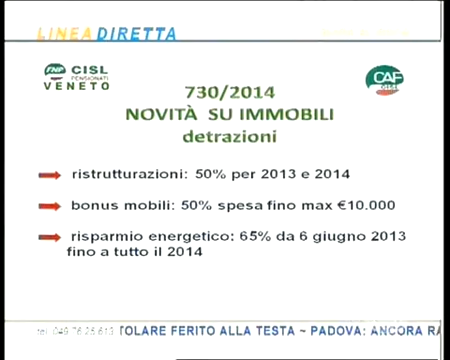 LINEA DIRETTA
FNP CISL
PENSIONATI
VENETO
CAF
CISL
730/2014
NOVITÀ SU IMMOBILI
detrazioni
ristrutturazioni: 50% per 2013 e 2014
bonus mobili: 50% spesa fino max €10.000
risparmio energetico: 65% da 6 giugno 2013
fino a tutto il 2014
TOLARE FERITO ALLA TESTA ~ PADOVA: ANCORA RA